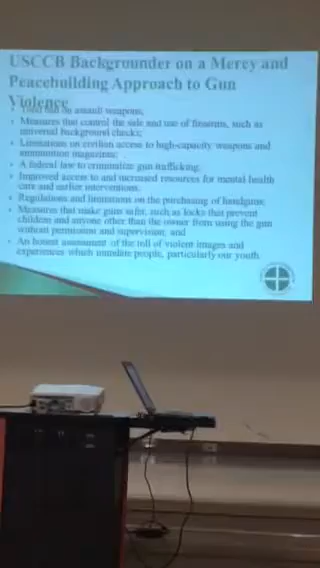 USCCB Backgrounder on a Mercy and
Peacebuilding Approach to Gun
Violence
• Total ban on assault weapons;
• Measures that control the sale and use of firearms, such as
universal background checks;
• Limitations on civilian access to high-capacity weapons and
ammunition magazines;
• A federal law to criminalize gun trafficking;
• Improved access to and increased resources for mental health
care and earlier interventions;
• Regulations and limitations on the purchasing of handguns;
• Measures that make guns safer, such as locks that prevent
children and anyone other than the owner from using the gun
without permission and supervision; and
• An honest assessment of the toll of violent images and
experiences which inundate people, particularly our youth.